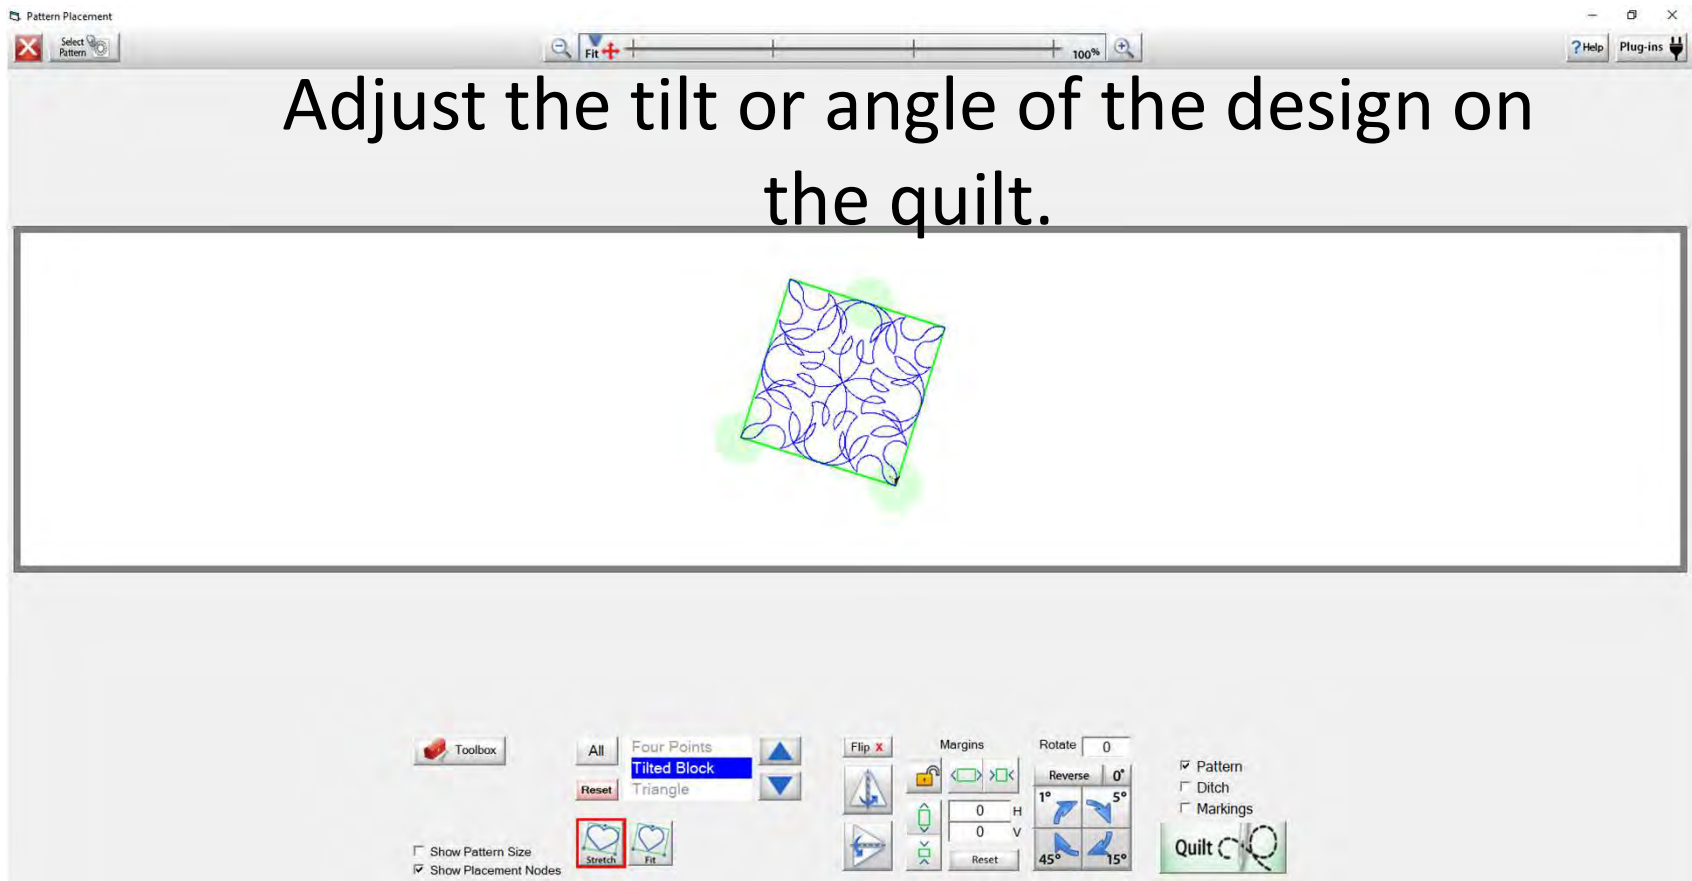 Pattern Placement
Select Pattern
Fit
100%
?Help
Plug-ins
Adjust the tilt or angle of the design on
the quilt.
Toolbox
All
Reset
Four Points
Tilted Block
Triangle
Stretch
Fit
Show Pattern Size
Show Placement Nodes
Flip X
Margins
0 H
0 V
Reset
Rotate 0
Reverse 0°
1° 5°
45° 15°
Pattern
Ditch
Markings
Quilt